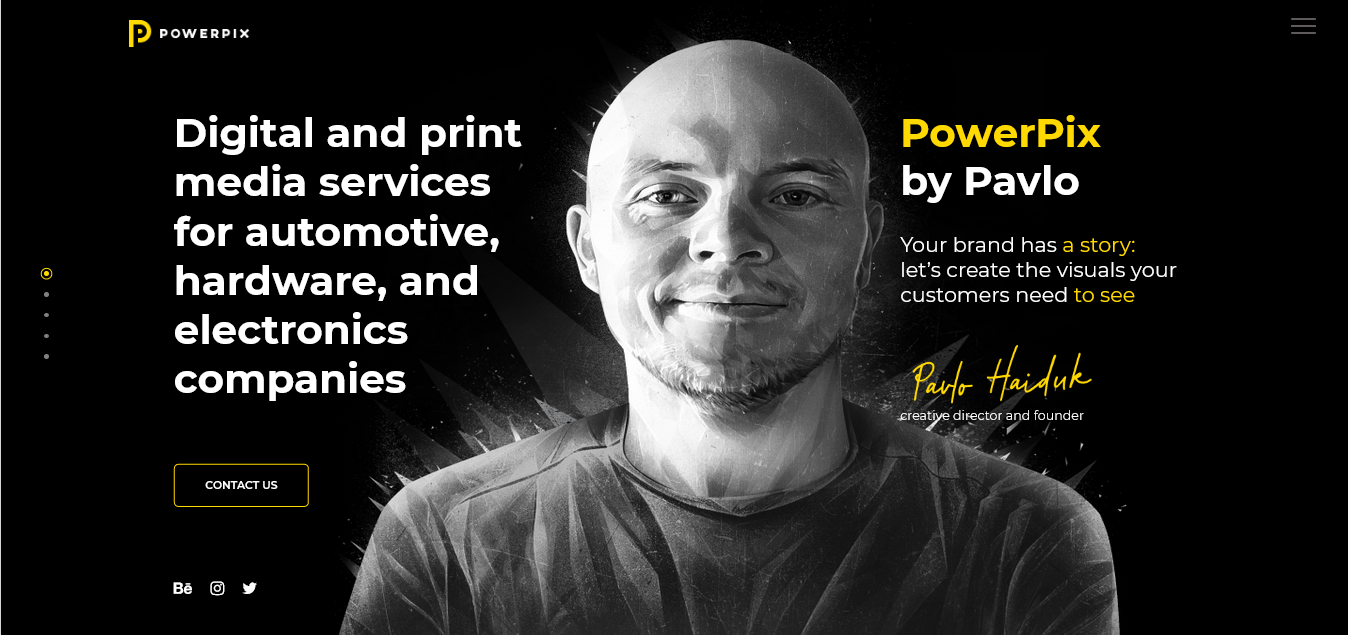 POWERPIX
Digital and print
media services
for automotive,
hardware, and
electronics
companies
CONTACT US
Bē
PowerPix
by Pavlo
Your brand has a story:
let's create the visuals your
customers need to see
Pavlo Haiduk
creative director and founder